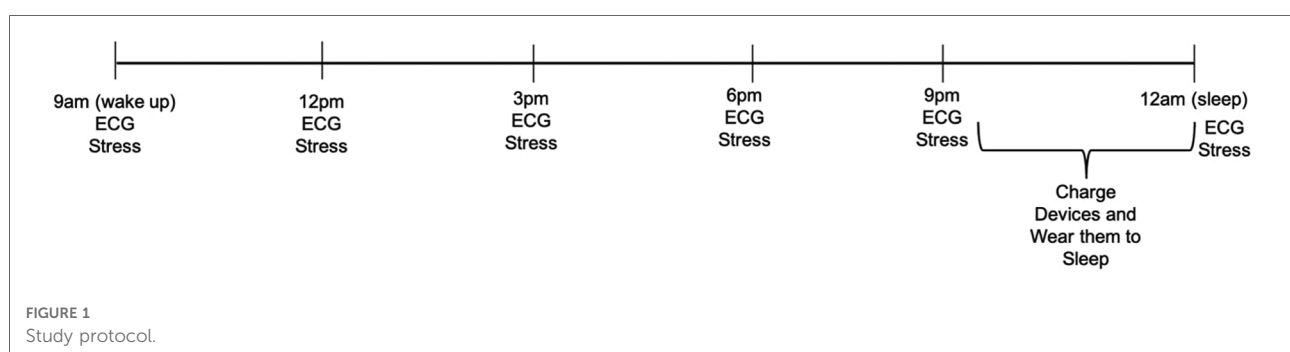 9am (wake up)
ECG
Stress
12pm
ECG
Stress
3pm
ECG
Stress
6pm
ECG
Stress
9pm
ECG
Stress
12am (sleep)
ECG
Stress
Charge
Devices and
Wear them to
Sleep
FIGURE 1
Study protocol.